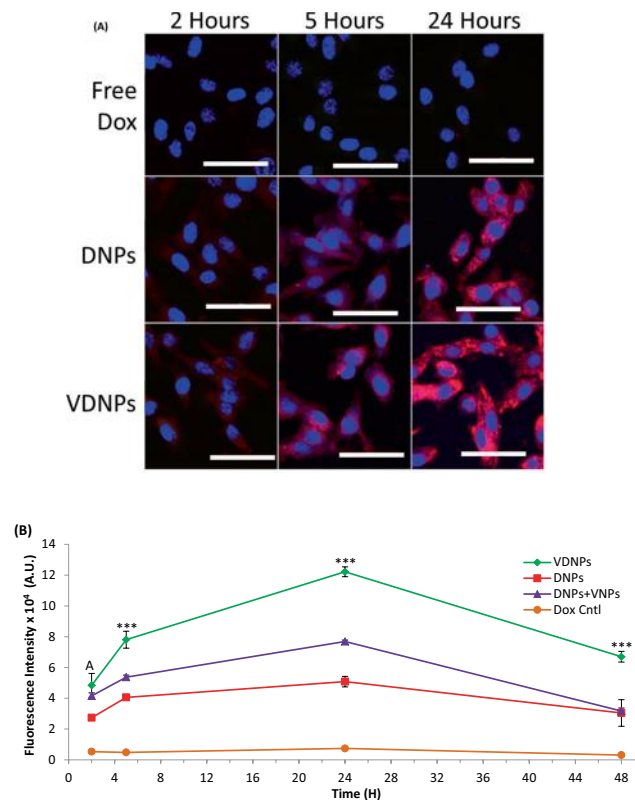 (A)
2 Hours 5 Hours 24 Hours
Free
Dox
DNPs
VDNPs
(B)
Fluorescence Intensity x 10⁴ (A.U.)
14
12
10
8
6
4
2
0
A
***
***
***
VDNPs
DNPs
DNPs+VNPs
Dox Cntl
0 4 8 12 16 20 24 28 32 36 40 44 48
Time (H)